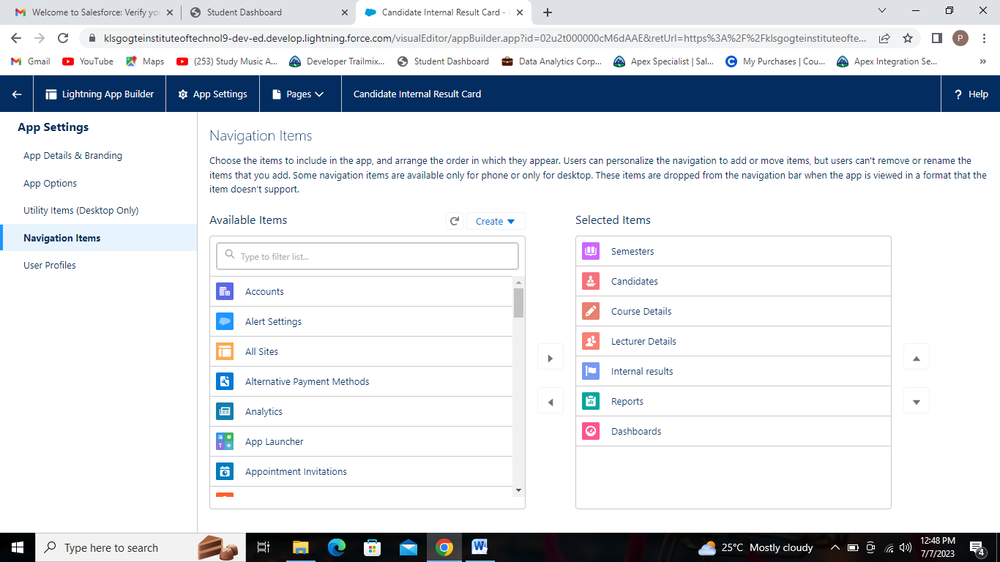 Welcome to Salesforce: Verify yo
Student Dashboard
Candidate Internal Result Card -
klsgogteinstituteoftechnol9-dev-ed.develop.lightning.force.com/visualEditor/appBuilder.app?id=02u2t000000cM6dAAE&retUrl=https%3A%2F%2Fklsgogteinstituteofte...
P
Gmail
YouTube
Maps
(253) Study Music A...
Developer Trailmix...
Student Dashboard
Data Analytics Corp...
Apex Specialist | Sal...
My Purchases | Cou...
Apex Integration Se...
Lightning App Builder
App Settings
Pages
Candidate Internal Result Card
? Help
App Settings
App Details & Branding
App Options
Utility Items (Desktop Only)
Navigation Items
User Profiles
Navigation Items
Choose the items to include in the app, and arrange the order in which they appear. Users can personalize the navigation to add or move items, but users can't remove or rename the
items that you add. Some navigation items are available only for phone or only for desktop. These items are dropped from the navigation bar when the app is viewed in a format that the
item doesn't support.
Available Items
Create
Type to filter list...
Accounts
Alert Settings
All Sites
Alternative Payment Methods
Analytics
App Launcher
Appointment Invitations
Selected Items
Semesters
Candidates
Course Details
Lecturer Details
Internal results
Reports
Dashboards
Type here to search
25°C Mostly cloudy
12:48 PM
7/7/2023
4